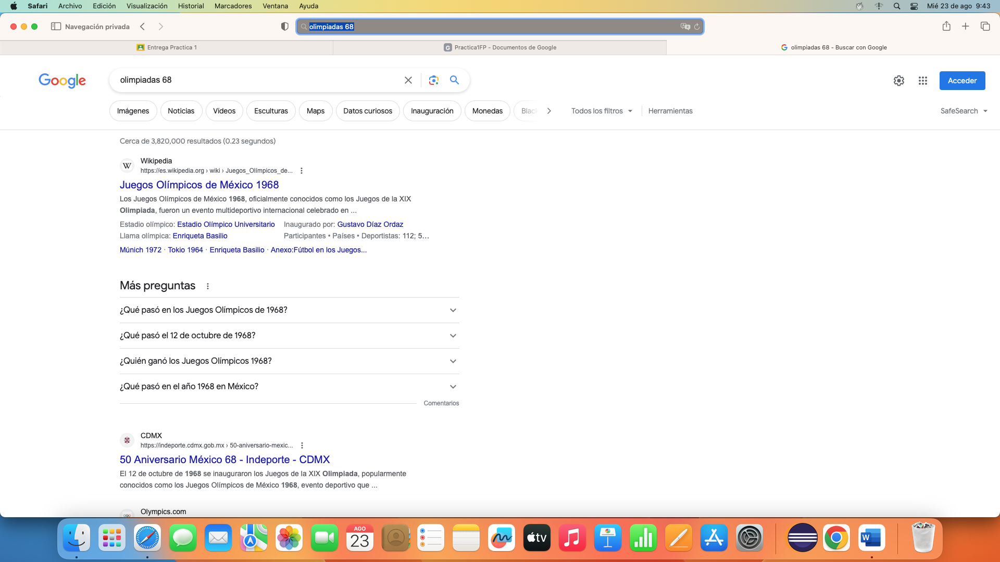 Safari Archivo Edición Visualización Historial Marcadores Ventana Ayuda Mié 23 de ago 9:43
Navegación privada olimpiadas 68
Entrega Practica 1 G Practica1FP - Documentos de Google olimpiadas 68 - Buscar con Google
Google olimpiadas 68 Acceder
Imágenes Noticias Vídeos Esculturas Maps Datos curiosos Inauguración Monedas Todos los filtros Herramientas SafeSearch
Cerca de 3,820,000 resultados (0.23 segundos)
W Wikipedia
https://es.wikipedia.org › wiki › Juegos_Olímpicos_de...
Juegos Olímpicos de México 1968
Los Juegos Olímpicos de México 1968, oficialmente conocidos como los Juegos de la XIX
Olimpiada, fueron un evento multideportivo internacional celebrado en ...
Estadio olímpico: Estadio Olímpico Universitario Inaugurado por: Gustavo Díaz Ordaz
Llama olímpica: Enriqueta Basilio Participantes • Países • Deportistas: 112; 5...
Múnich 1972 · Tokio 1964 · Enriqueta Basilio · Anexo:Fútbol en los Juegos...
Más preguntas
¿Qué pasó en los Juegos Olímpicos de 1968?
¿Qué pasó el 12 de octubre de 1968?
¿Quién ganó los Juegos Olímpicos 1968?
¿Qué pasó en el año 1968 en México?
Comentarios
CDMX
https://indeporte.cdmx.gob.mx › 50-aniversario-mexic...
50 Aniversario México 68 - Indeporte - CDMX
El 12 de octubre de 1968 se inauguraron los Juegos de la XIX Olimpiada, popularmente
conocidos como los Juegos Olímpicos de México 1968, evento deportivo que ...
Olympics.com
AGO
23
tv
W